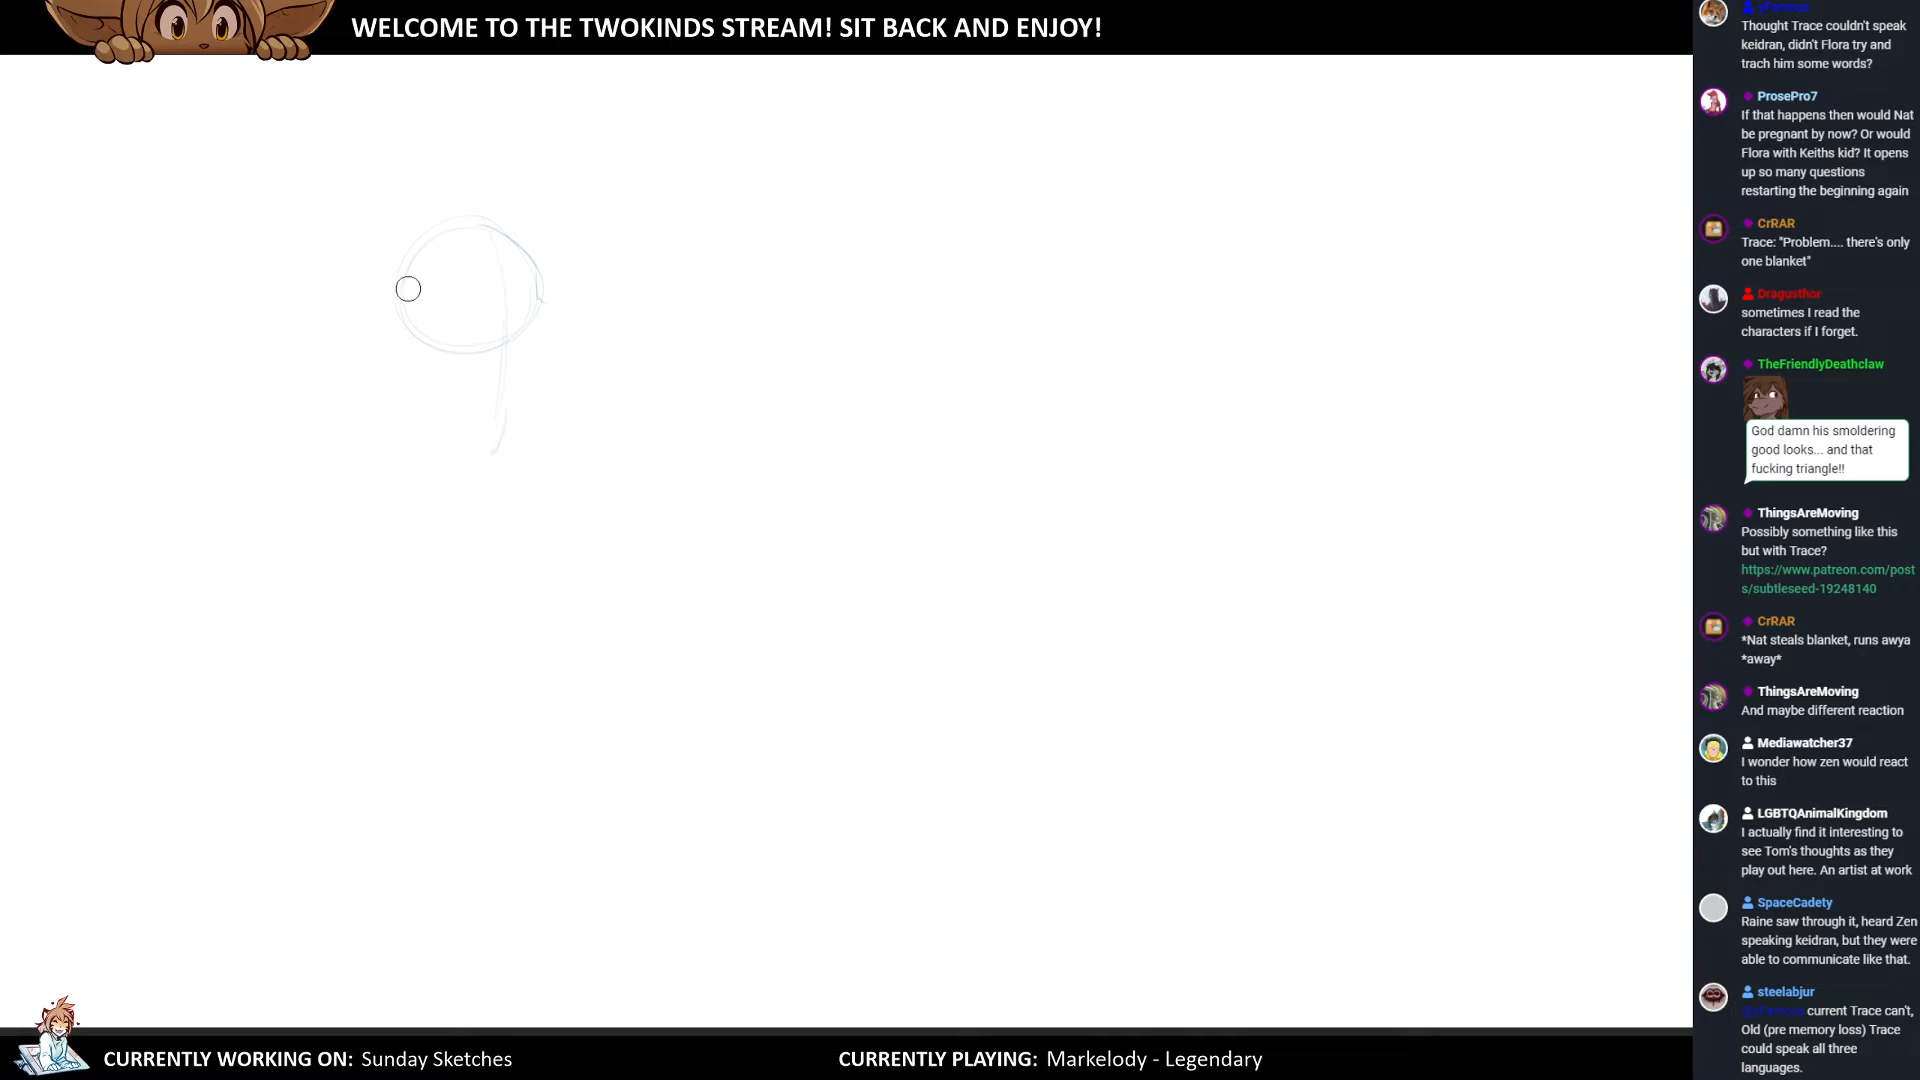 WELCOME TO THE TWOKINDS STREAM! SIT BACK AND ENJOY!
yFamous
Thought Trace couldn't speak
keidran, didn't Flora try and
trach him some words?
ProsePro7
If that happens then would Nat
be pregnant by now? Or would
Flora with Keiths kid? It opens
up so many questions
restarting the beginning again
CrRAR
Trace: "Problem.... there's only
one blanket"
Dragusthor
sometimes I read the
characters if I forget.
TheFriendlyDeathclaw
God damn his smoldering
good looks... and that
fucking triangle!!
ThingsAreMoving
Possibly something like this
but with Trace?
https://www.patreon.com/post
s/subtleseed-19248140
CrRAR
*Nat steals blanket, runs awya
*away*
ThingsAreMoving
And maybe different reaction
Mediawatcher37
I wonder how zen would react
to this
LGBTQAnimalKingdom
I actually find it interesting to
see Tom's thoughts as they
play out here. An artist at work
SpaceCadety
Raine saw through it, heard Zen
speaking keidran, but they were
able to communicate like that.
steelabjur
@yFamous current Trace can't,
Old (pre memory loss) Trace
could speak all three
languages.
CURRENTLY WORKING ON: Sunday Sketches
CURRENTLY PLAYING: Markelody - Legendary